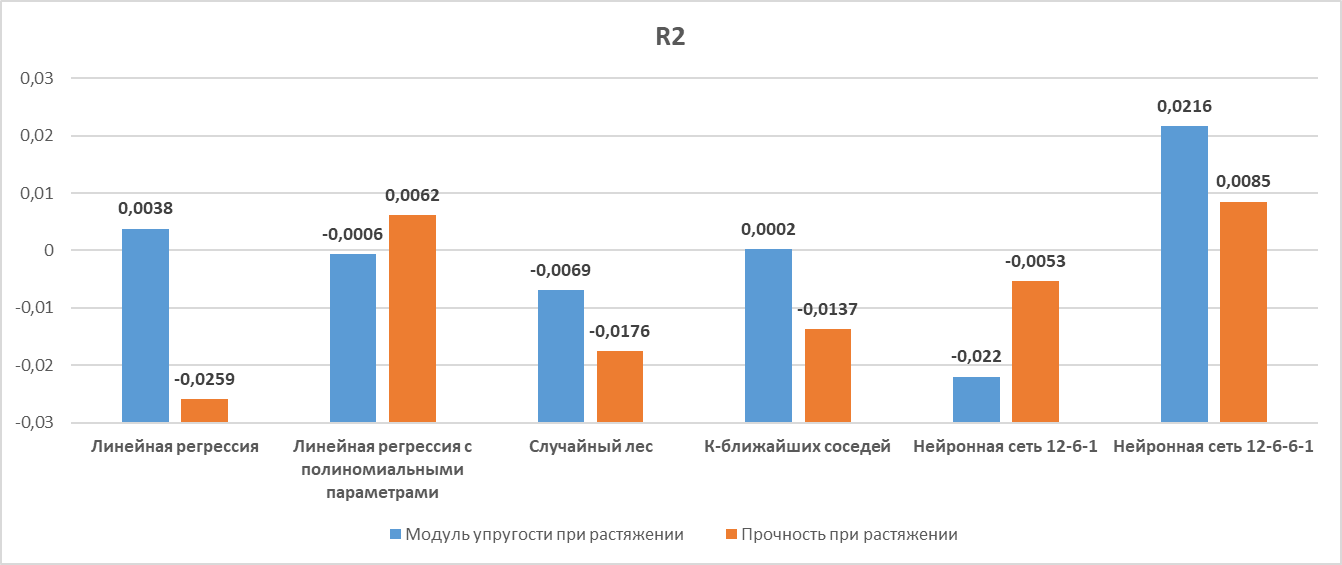 R2
0,03
0,02
0,01
0
-0,01
-0,02
-0,03
0,0038
-0,0259
-0,0006
0,0062
-0,0069
-0,0176
0,0002
-0,0137
-0,022
-0,0053
0,0216
0,0085
Линейная регрессия
Линейная регрессия с
полиномиальными
параметрами
Случайный лес
К-ближайших соседей
Нейронная сеть 12-6-1
Нейронная сеть 12-6-6-1
Модуль упругости при растяжении
Прочность при растяжении